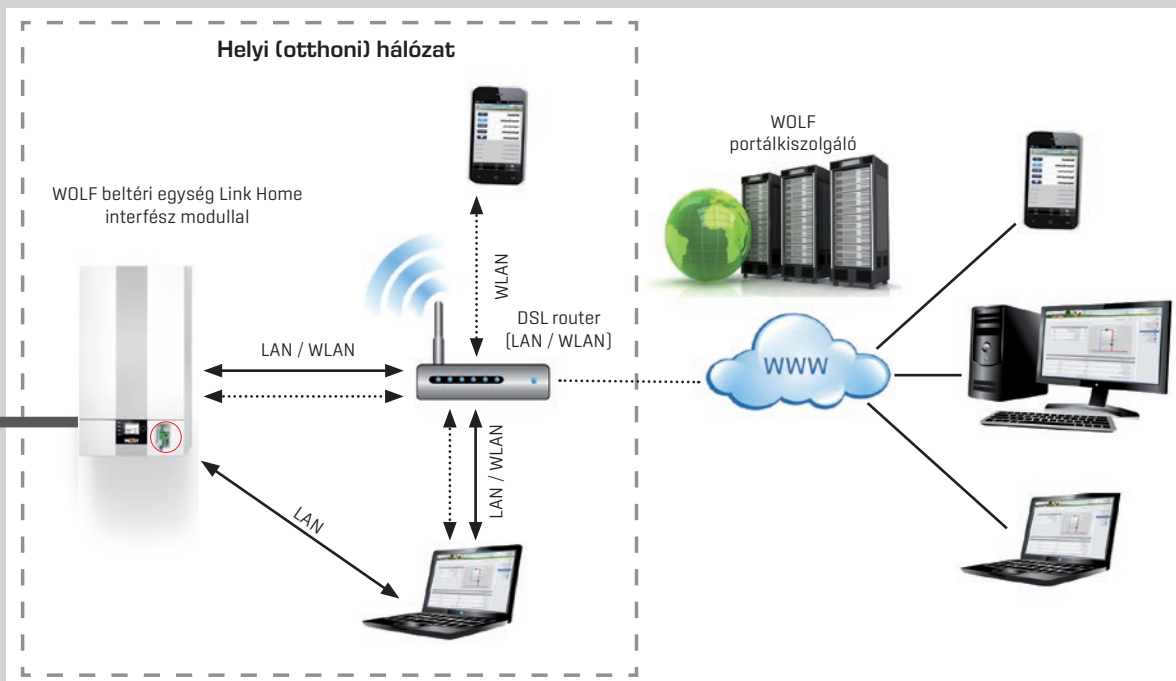 Helyi (otthoni) hálózat
WOLF
portálkiszolgáló
WOLF beltéri egység Link Home
interfész modullal
WLAN
DSL router
(LAN / WLAN)
LAN / WLAN
WWW
LAN / WLAN
LAN